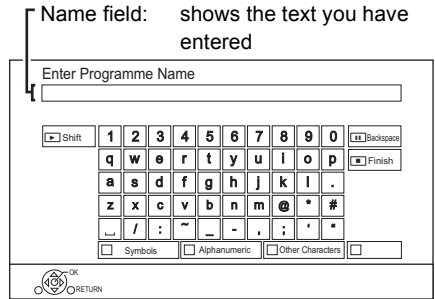 Name field: shows the text you have
entered
Enter Programme Name
Shift 1 2 3 4 5 6 7 8 9 0 Backspace
q w e r t y u i o p Finish
a s d f g h j k l .
z x c v b n m @ * #
/ : ~ _ - , ; ' "
Symbols Alphanumeric Other Characters
OK
RETURN